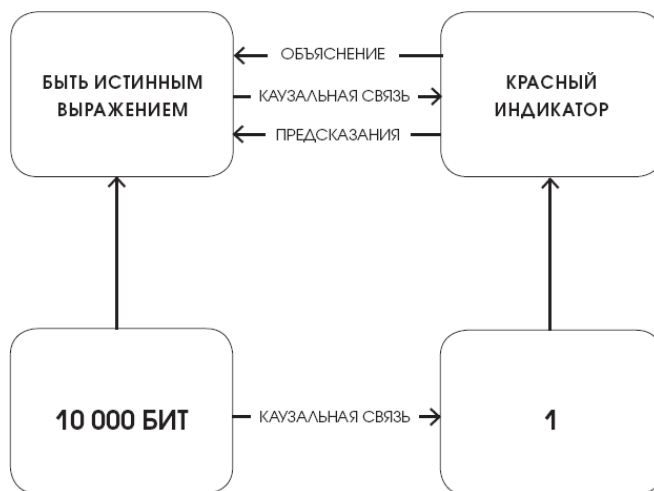 ОБЪЯСНЕНИЕ
БЫТЬ ИСТИННЫМ
ВЫРАЖЕНИЕМ
КАУЗАЛЬНАЯ СВЯЗЬ
КРАСНЫЙ
ИНДИКАТОР
ПРЕДСКАЗАНИЯ
10 000 БИТ
КАУЗАЛЬНАЯ СВЯЗЬ
1